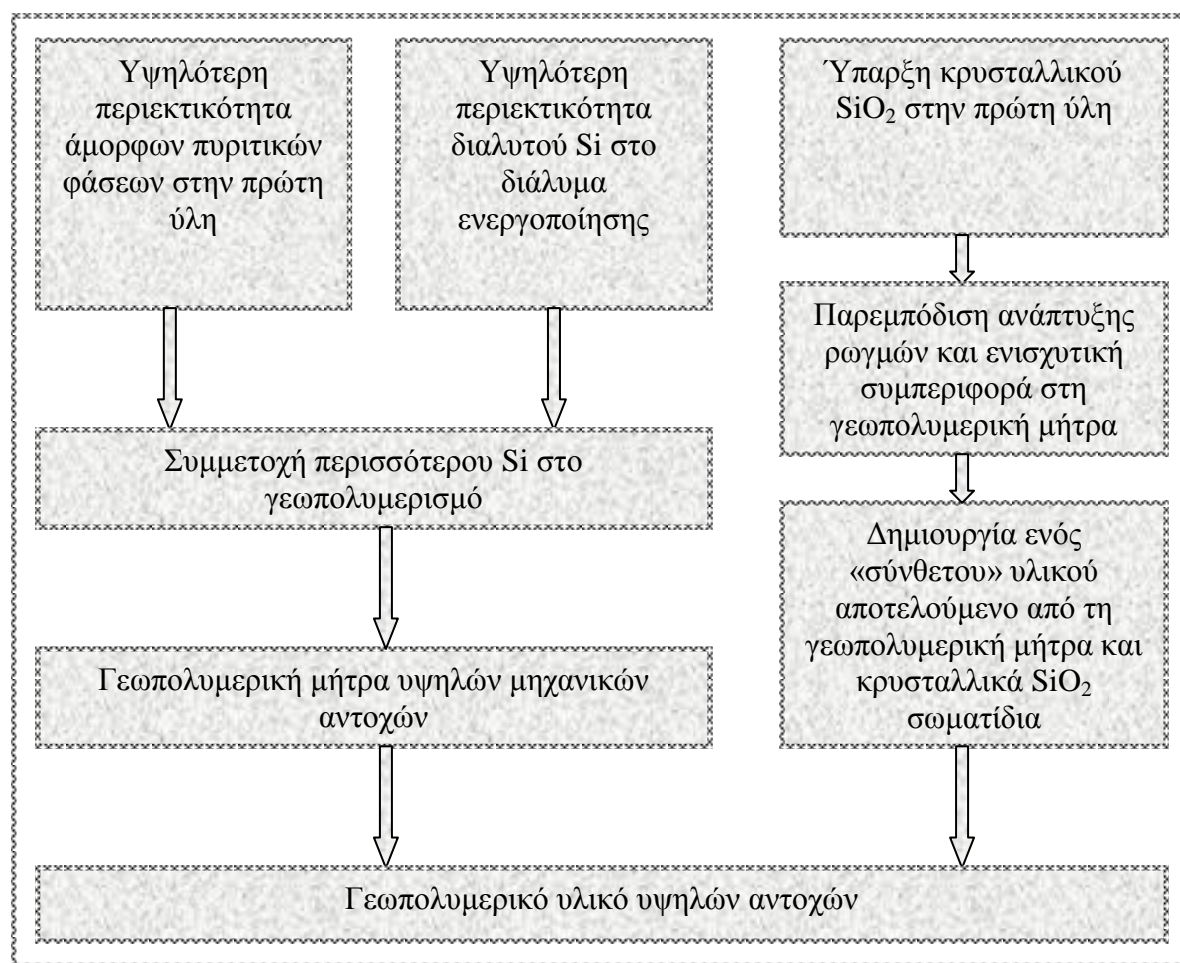 Υψηλότερη
περιεκτικότητα
άμορφων πυριτικών
φάσεων στην πρώτη
ύλη
Υψηλότερη
περιεκτικότητα
διαλυτού Si στο
διάλυμα
ενεργοποίησης
Ύπαρξη κρυσταλλικού
SiO₂ στην πρώτη ύλη
Παρεμπόδιση ανάπτυξης
ρωγμών και ενισχυτική
συμπεριφορά στη
γεωπολυμερική μήτρα
Συμμετοχή περισσότερου Si στο
γεωπολυμερισμό
Δημιουργία ενός
«σύνθετου» υλικού
αποτελούμενο από τη
γεωπολυμερική μήτρα και
κρυσταλλικά SiO₂
σωματίδια
Γεωπολυμερική μήτρα υψηλών μηχανικών
αντοχών
Γεωπολυμερικό υλικό υψηλών αντοχών